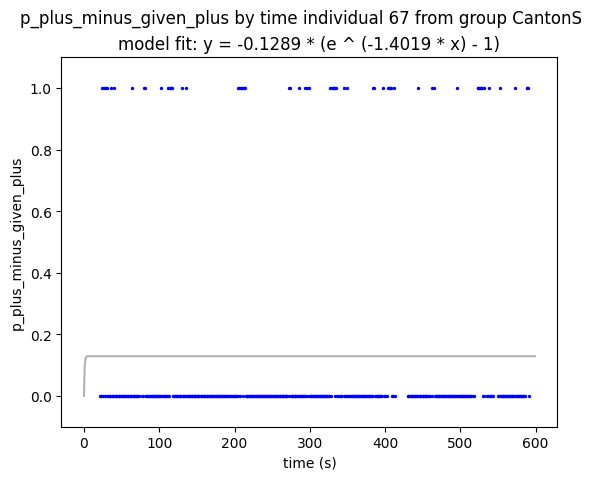 p_plus_minus_given_plus by time individual 67 from group CantonS
model fit: y = -0.1289 * (e ^ (-1.4019 * x) - 1)
p_plus_minus_given_plus
1.0
0.8
0.6
0.4
0.2
0.0
0 100 200 300 400 500 600
time (s)